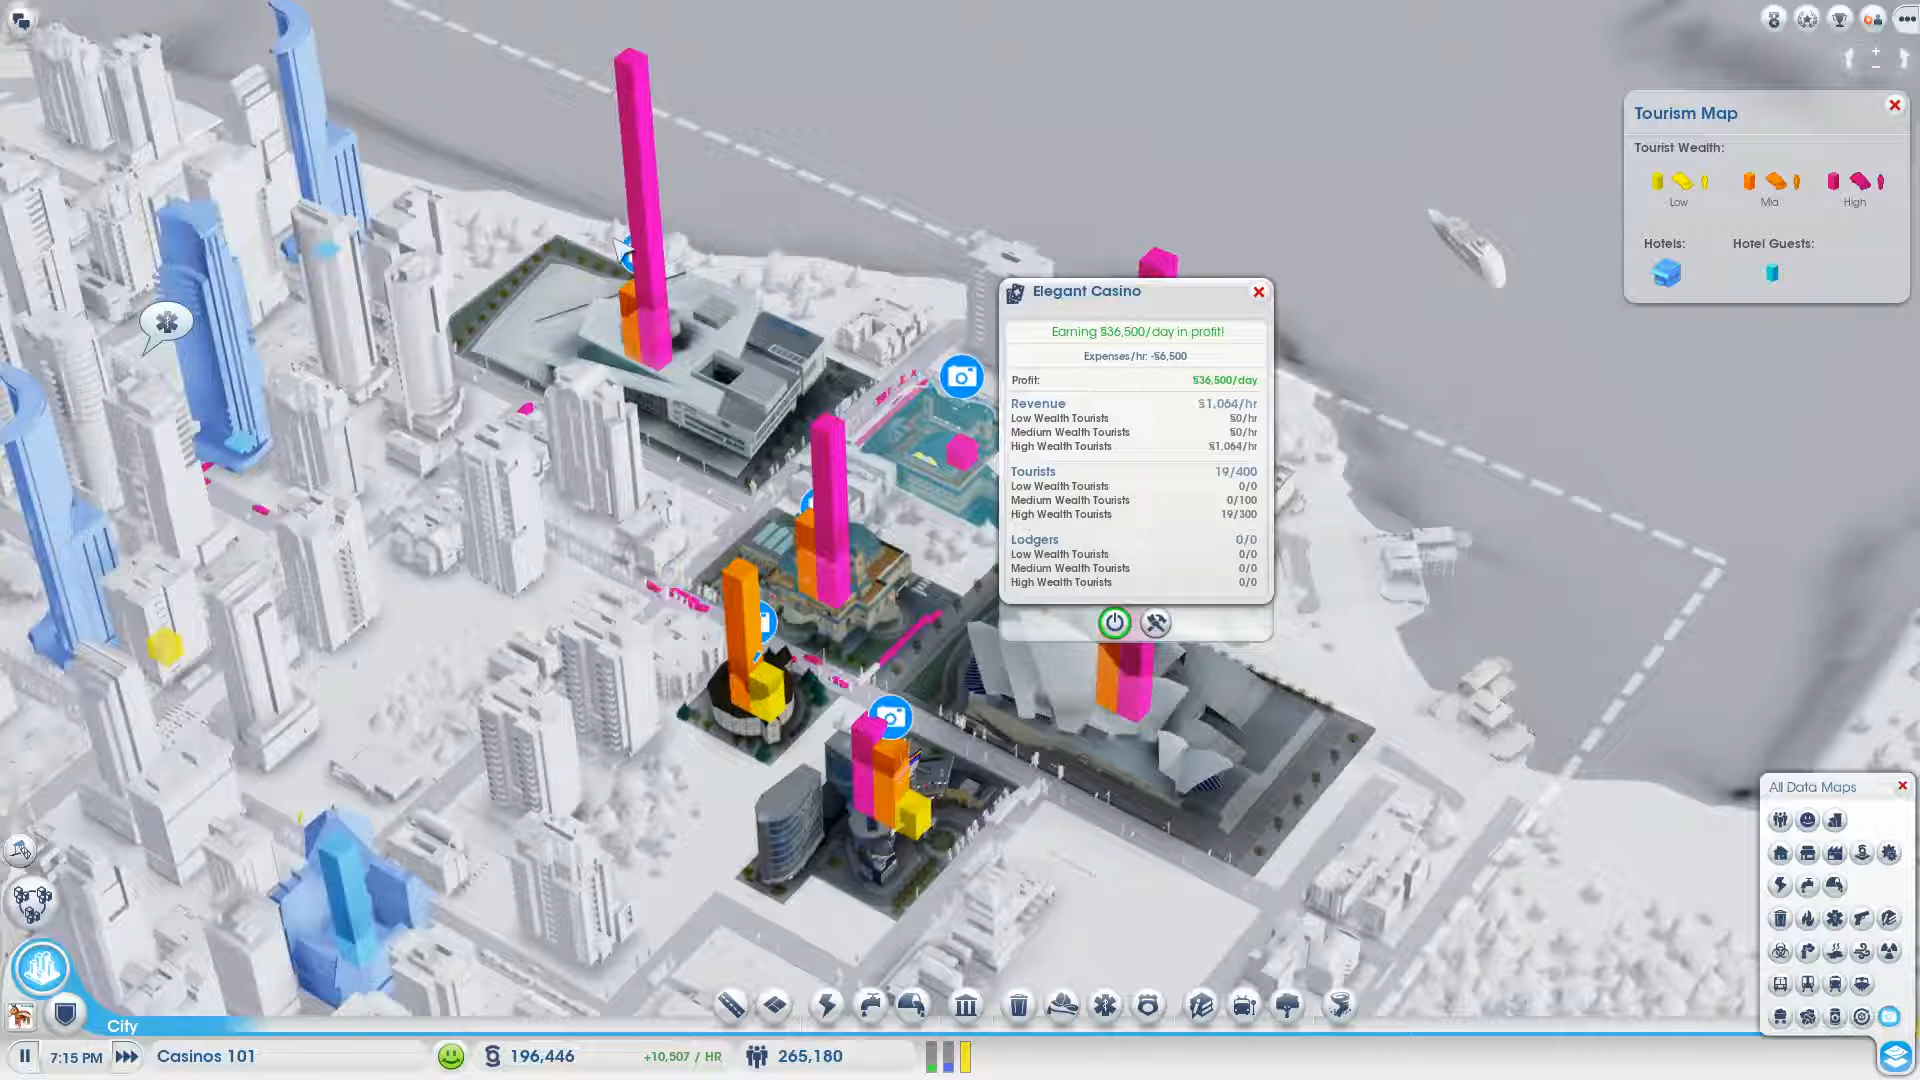 Tourism Map
Tourist Wealth:
Low Mia High
Hotels: Hotel Guests:
Elegant Casino
Earning §36,500/day in profit!
Expenses/hr: -§6,500
Profit: §36,500/day
Revenue §1,064/hr
Low Wealth Tourists §0/hr
Medium Wealth Tourists §0/hr
High Wealth Tourists §1,064/hr
Tourists 19/400
Low Wealth Tourists 0/0
Medium Wealth Tourists 0/100
High Wealth Tourists 19/300
Lodgers 0/0
Low Wealth Tourists 0/0
Medium Wealth Tourists 0/0
High Wealth Tourists 0/0
All Data Maps
City
7:15 PM Casinos 101 196,446 +10,507 / HR 265,180